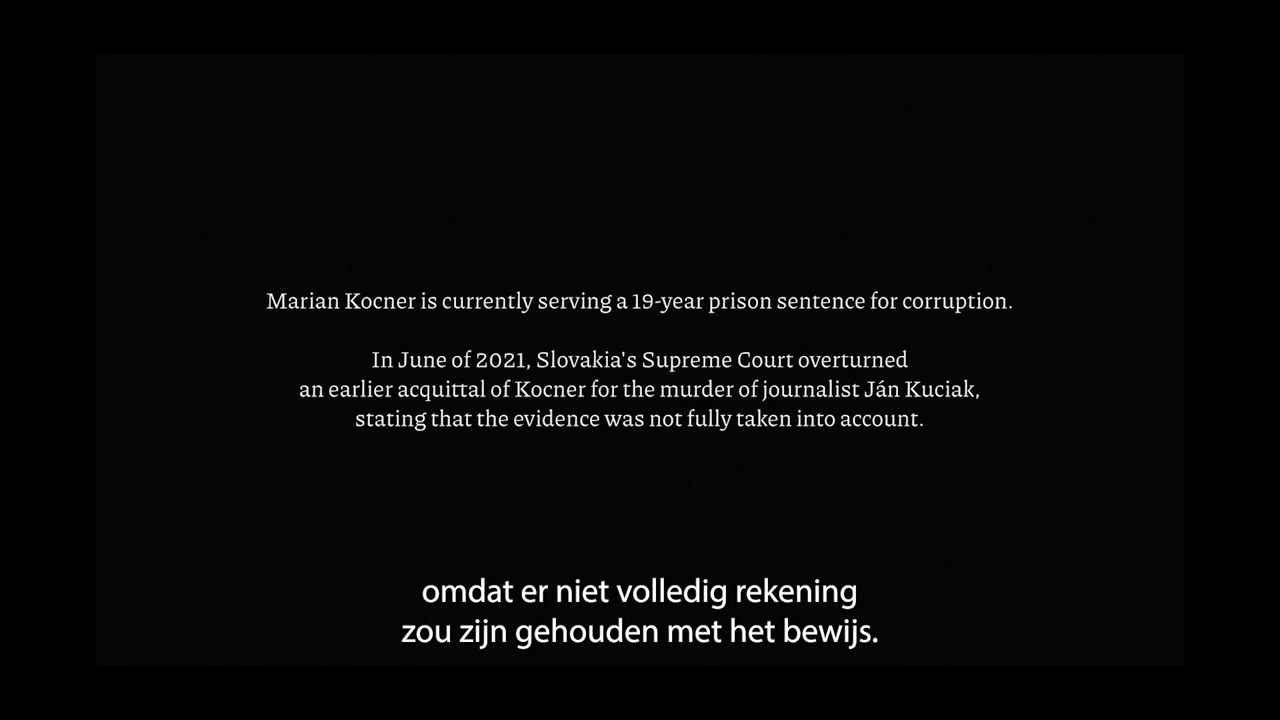 Marian Kocner is currently serving a 19-year prison sentence for corruption.
In June of 2021, Slovakia's Supreme Court overturned
an earlier acquittal of Kocner for the murder of journalist Ján Kuciak,
stating that the evidence was not fully taken into account.
omdat er niet volledig rekening
zou zijn gehouden met het bewijs.